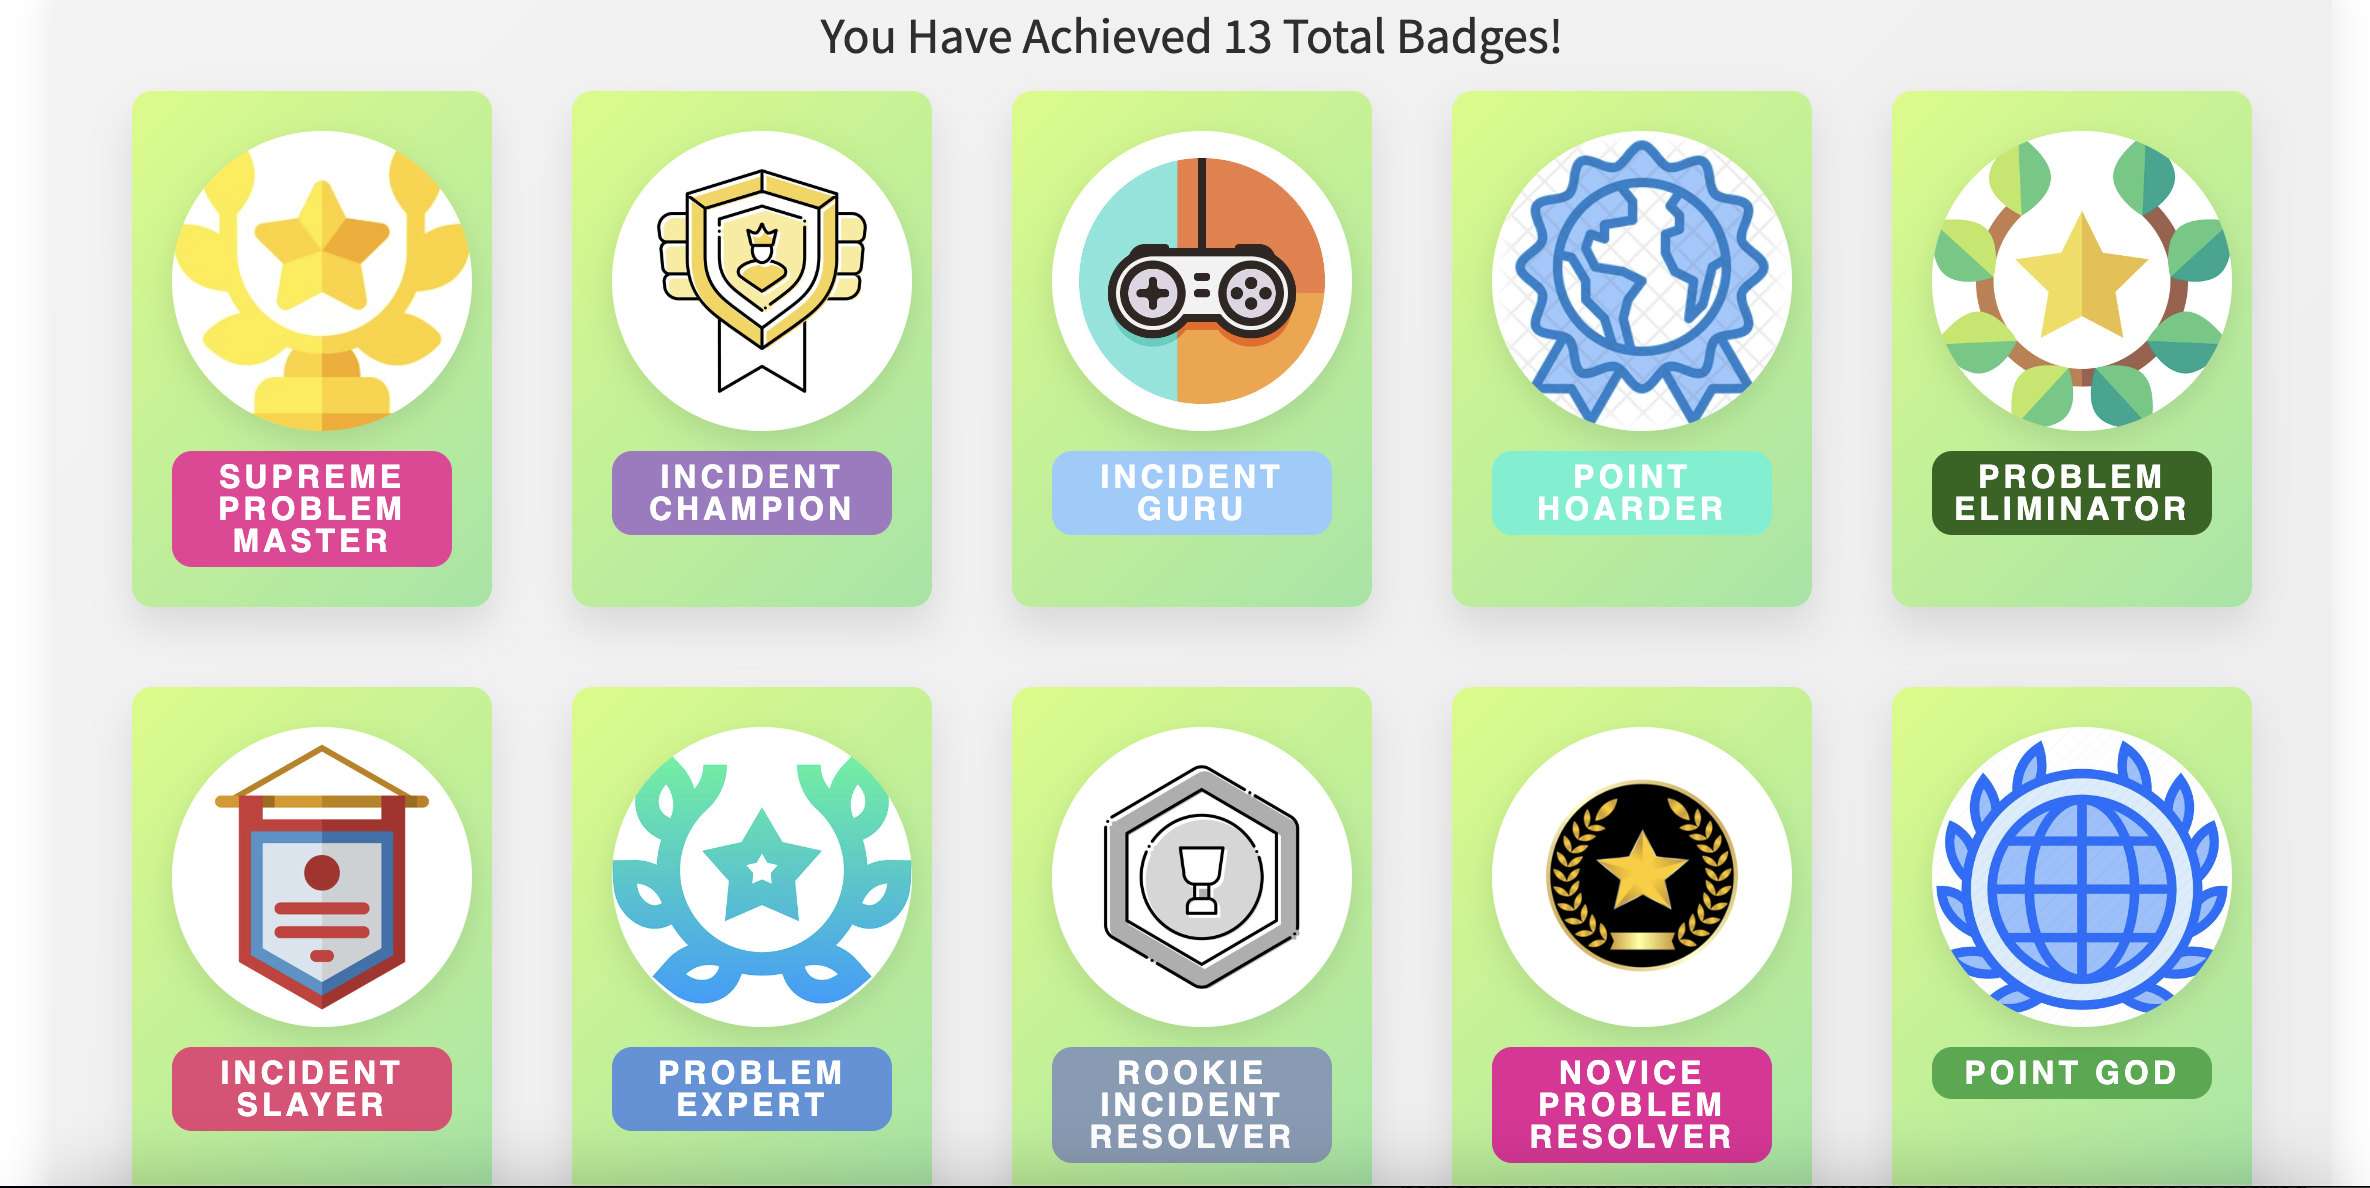 You Have Achieved 13 Total Badges!
SUPREME
PROBLEM
MASTER
INCIDENT
CHAMPION
INCIDENT
GURU
POINT
HOARDER
PROBLEM
ELIMINATOR
INCIDENT
SLAYER
PROBLEM
EXPERT
ROOKIE
INCIDENT
RESOLVER
NOVICE
PROBLEM
RESOLVER
POINT GOD